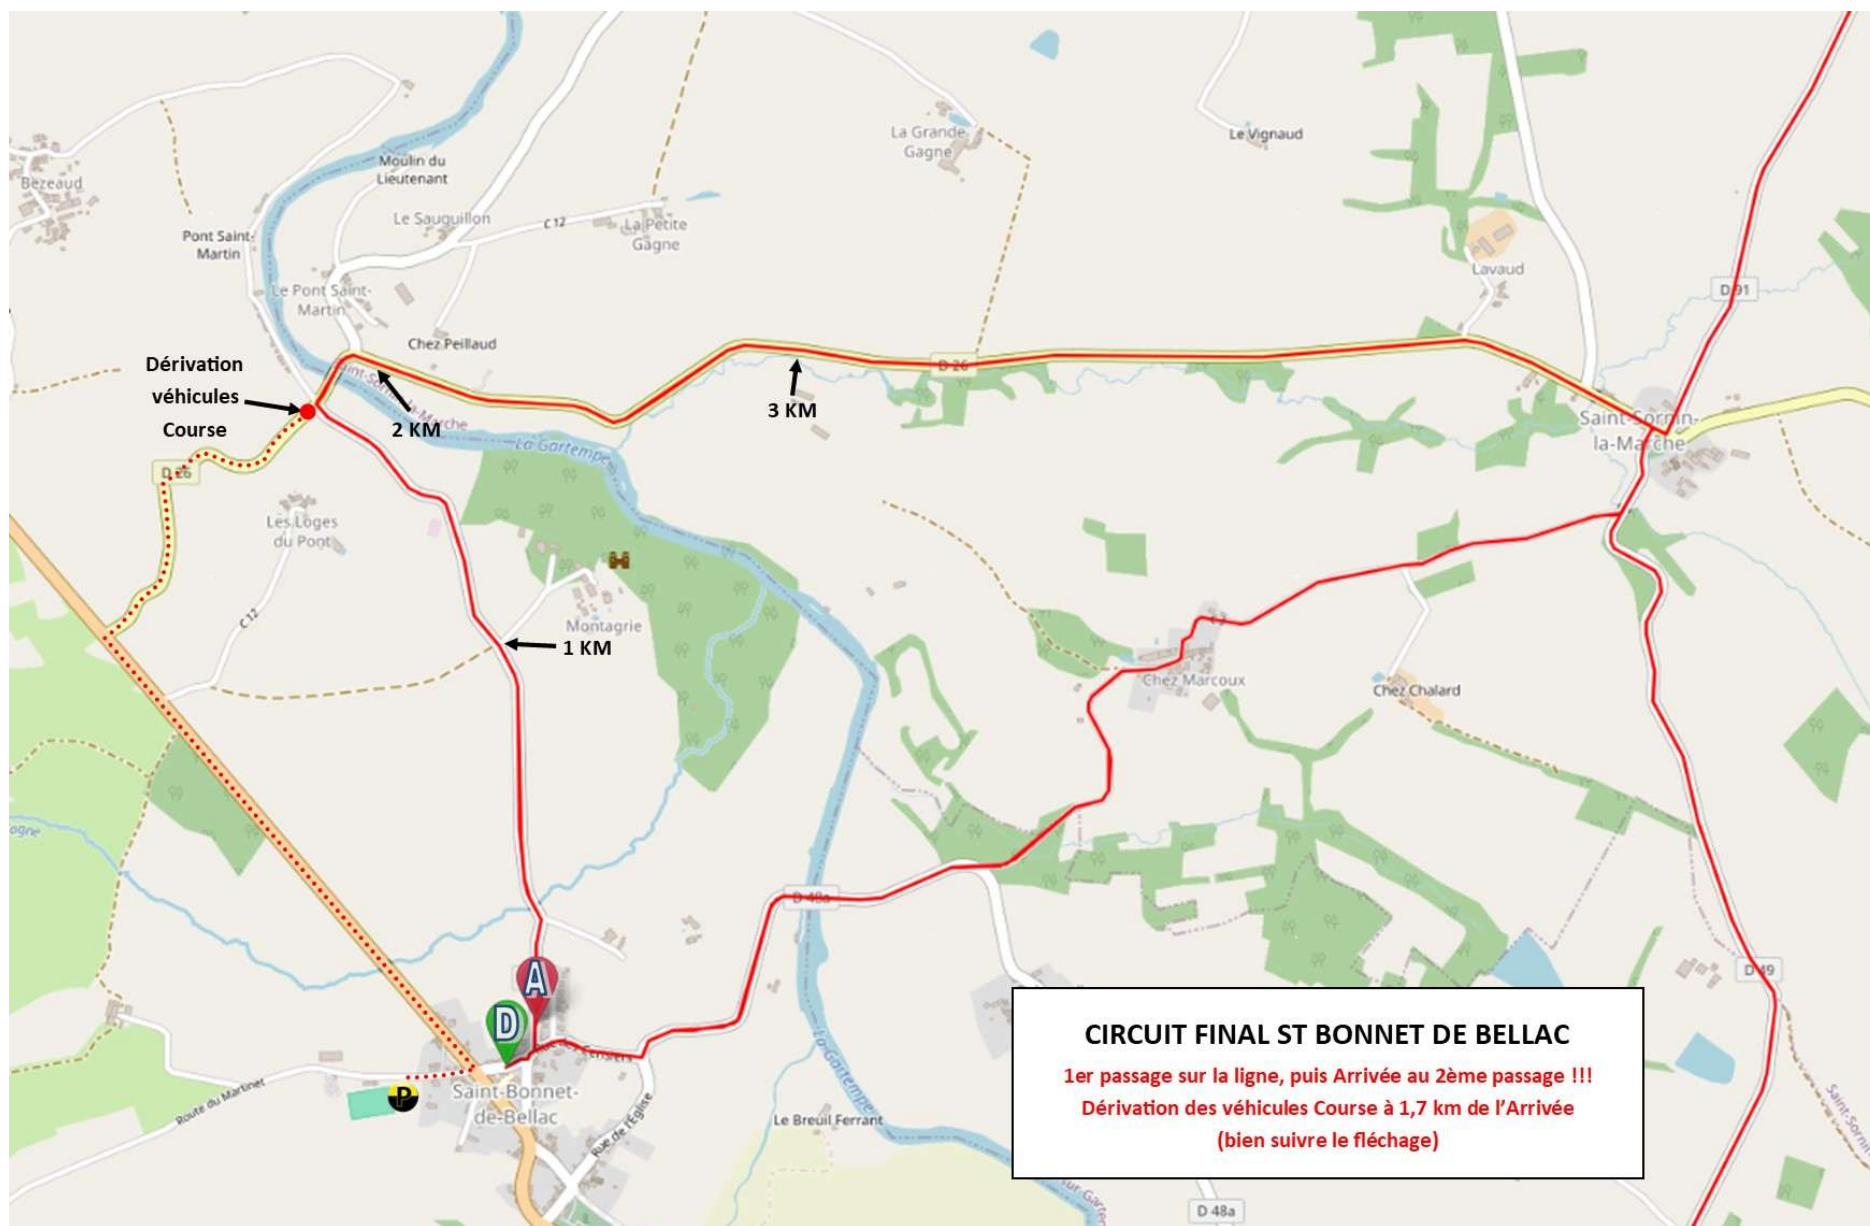 Bezeaud
Moulin du
Lieutenant
La Grande
Gagne
Le Vignaud
Le Sauguillon
C 12
La Petite
Gagne
Pont Saint-
Martin
Lavaud
Le Pont Saint-
Martin
D 91
Chez Peillaud
Dérivation
véhicules
Course
D 26
2 KM
3 KM
Saint-Sornin-
la-Marche
La Gartempe
D 26
Les Loges
du Pont
C 12
Montagrie
1 KM
Chez Marcoux
Chez Chalard
D 48a
D 49
A
D
Rue des Cerisiers
La Gartempe
CIRCUIT FINAL ST BONNET DE BELLAC
1er passage sur la ligne, puis Arrivée au 2ème passage !!!
Dérivation des véhicules Course à 1,7 km de l'Arrivée
(bien suivre le fléchage)
P
Route du Martinet
Saint-Bonnet-
de-Bellac
Rue de l'Église
Le Breuil Ferrant
D 48a